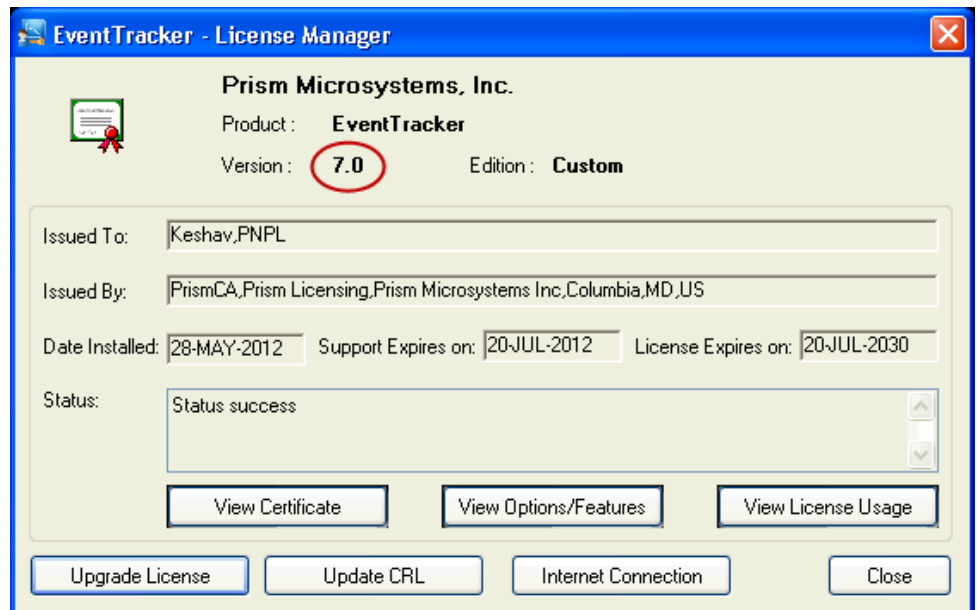 EventTracker - License Manager
Prism Microsystems, Inc.
Product : EventTracker
Version : 7.0 Edition : Custom
Issued To: Keshav,PNPL
Issued By: PrismCA,Prism Licensing,Prism Microsystems Inc,Columbia,MD,US
Date Installed: 28-MAY-2012 Support Expires on: 20-JUL-2012 License Expires on: 20-JUL-2030
Status: Status success
View Certificate View Options/Features View License Usage
Upgrade License Update CRL Internet Connection Close